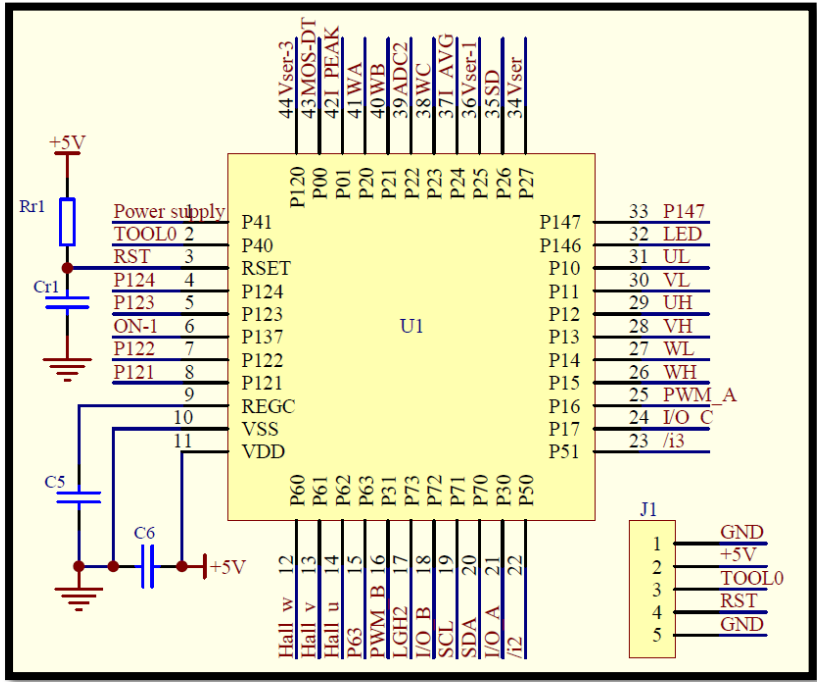 44 Vser-3
43 MOS-DT
42 I_PEAK
41 WA
40 WB
39 ADC2
38 WC
37 I_AVG
36 Vser-1
35 SD
34 Vser
P120 P00 P01 P20 P21 P22 P23 P24 P25 P26 P27
+5V
Rr1
Cr1
Power supply 1 P41
TOOL0 2 P40
RST 3 RSET
P124 4 P124
P123 5 P123
ON-1 6 P137
P122 7 P122
P121 8 P121
9 REGC
10 VSS
11 VDD
U1
P147 33 P147
P146 32 LED
P10 31 UL
P11 30 VL
P12 29 UH
P13 28 VH
P14 27 WL
P15 26 WH
P16 25 PWM_A
P17 24 I/O_C
P51 23 /i3
C5
C6
+5V
P60 P61 P62 P63 P31 P73 P72 P71 P70 P30 P50
Hall_w 12
Hall_v 13
Hall_u 14
P63 15
PWM_B 16
LGH2 17
I/O_B 18
SCL 19
SDA 20
I/O_A 21
/i2 22
J1
1 GND
2 +5V
3 TOOL0
4 RST
5 GND